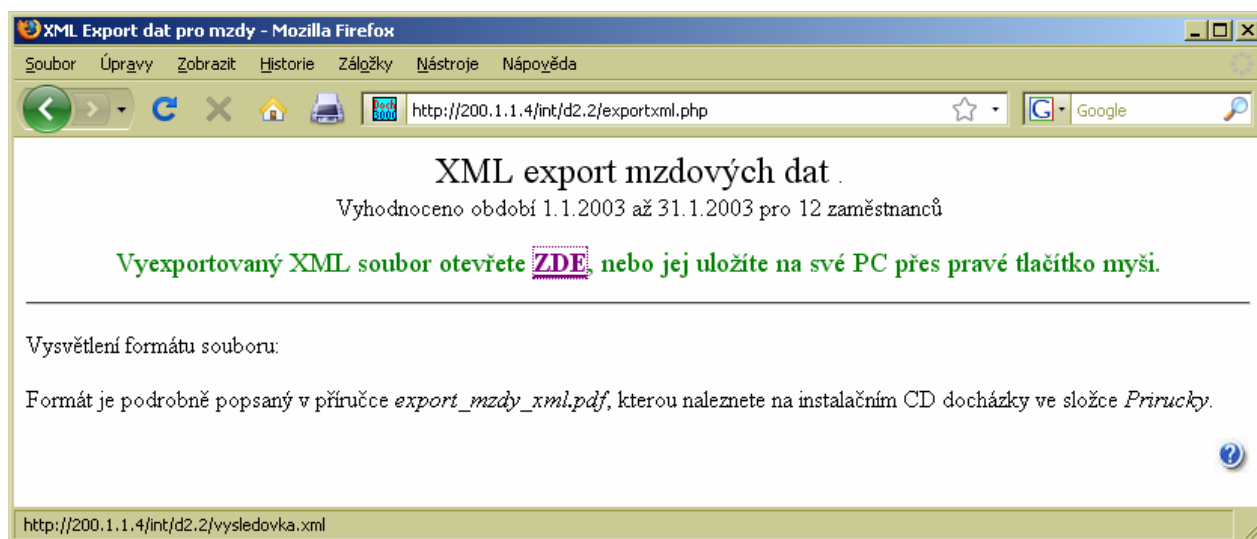 XML Export dat pro mzdy - Mozilla Firefox
Soubor Úpravy Zobrazit Historie Záložky Nástroje Nápověda
Doch 3000 http://200.1.1.4/int/d2.2/exportxml.php G Google
XML export mzdových dat .
Vyhodnoceno období 1.1.2003 až 31.1.2003 pro 12 zaměstnanců
Vyexportovaný XML soubor otevřete ZDE, nebo jej uložíte na své PC přes pravé tlačítko myši.
Vysvětlení formátu souboru:
Formát je podrobně popsaný v příručce export_mzdy_xml.pdf, kterou naleznete na instalačním CD docházky ve složce Prirucky.
?
http://200.1.1.4/int/d2.2/vysledovka.xml